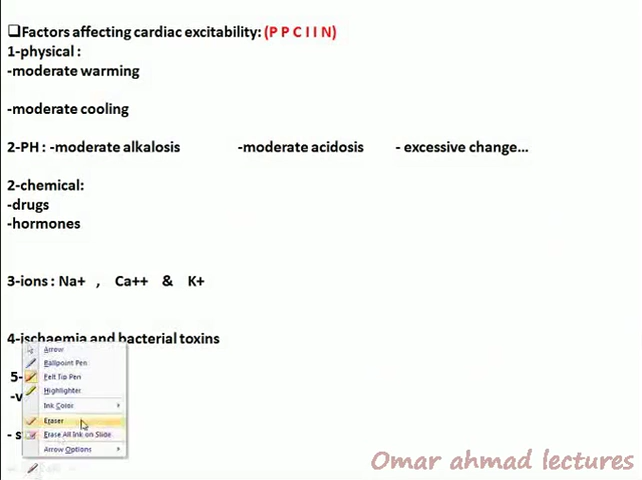 ❑Factors affecting cardiac excitability: (P P C I I N)
1-physical :
-moderate warming
-moderate cooling
2-PH : -moderate alkalosis -moderate acidosis - excessive change...
2-chemical:
-drugs
-hormones
3-ions : Na+ , Ca++ & K+
4-ischaemia and bacterial toxins
Arrow
Ballpoint Pen
5-
Felt Tip Pen
Highlighter
-v
Ink Color
Eraser
- s
Erase All Ink on Slide
Arrow Options
Omar ahmad lectures